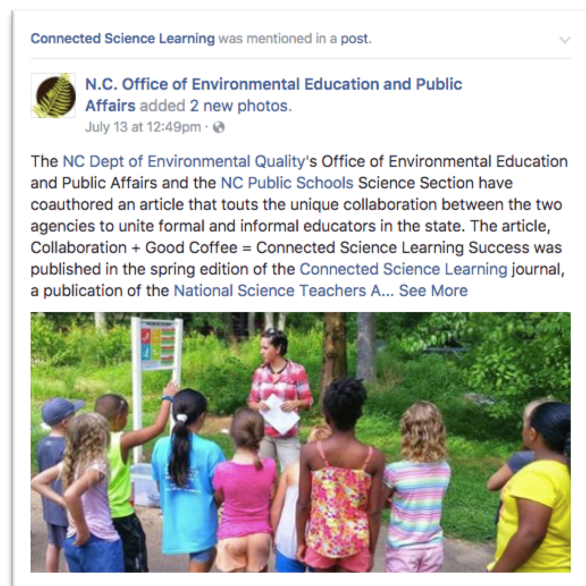 Connected Science Learning was mentioned in a post.
N.C. Office of Environmental Education and Public
Affairs added 2 new photos.
July 13 at 12:49pm ·
The NC Dept of Environmental Quality's Office of Environmental Education
and Public Affairs and the NC Public Schools Science Section have
coauthored an article that touts the unique collaboration between the two
agencies to unite formal and informal educators in the state. The article,
Collaboration + Good Coffee = Connected Science Learning Success was
published in the spring edition of the Connected Science Learning journal,
a publication of the National Science Teachers A... See More